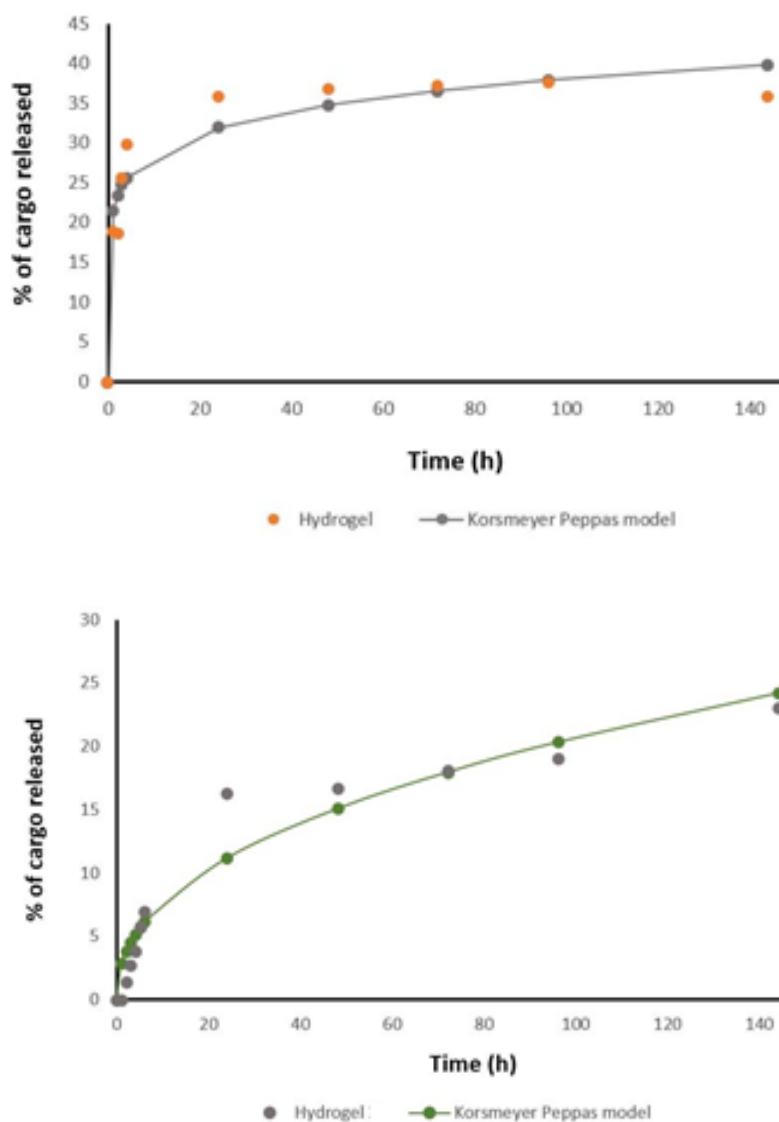 45
40
35
30
25
20
15
10
5
0
% of cargo released
0 20 40 60 80 100 120 140
Time (h)
Hydrogel Korsmeyer Peppas model
30
25
20
15
10
5
0
% of cargo released
0 20 40 60 80 100 120 140
Time (h)
Hydrogel : Korsmeyer Peppas model